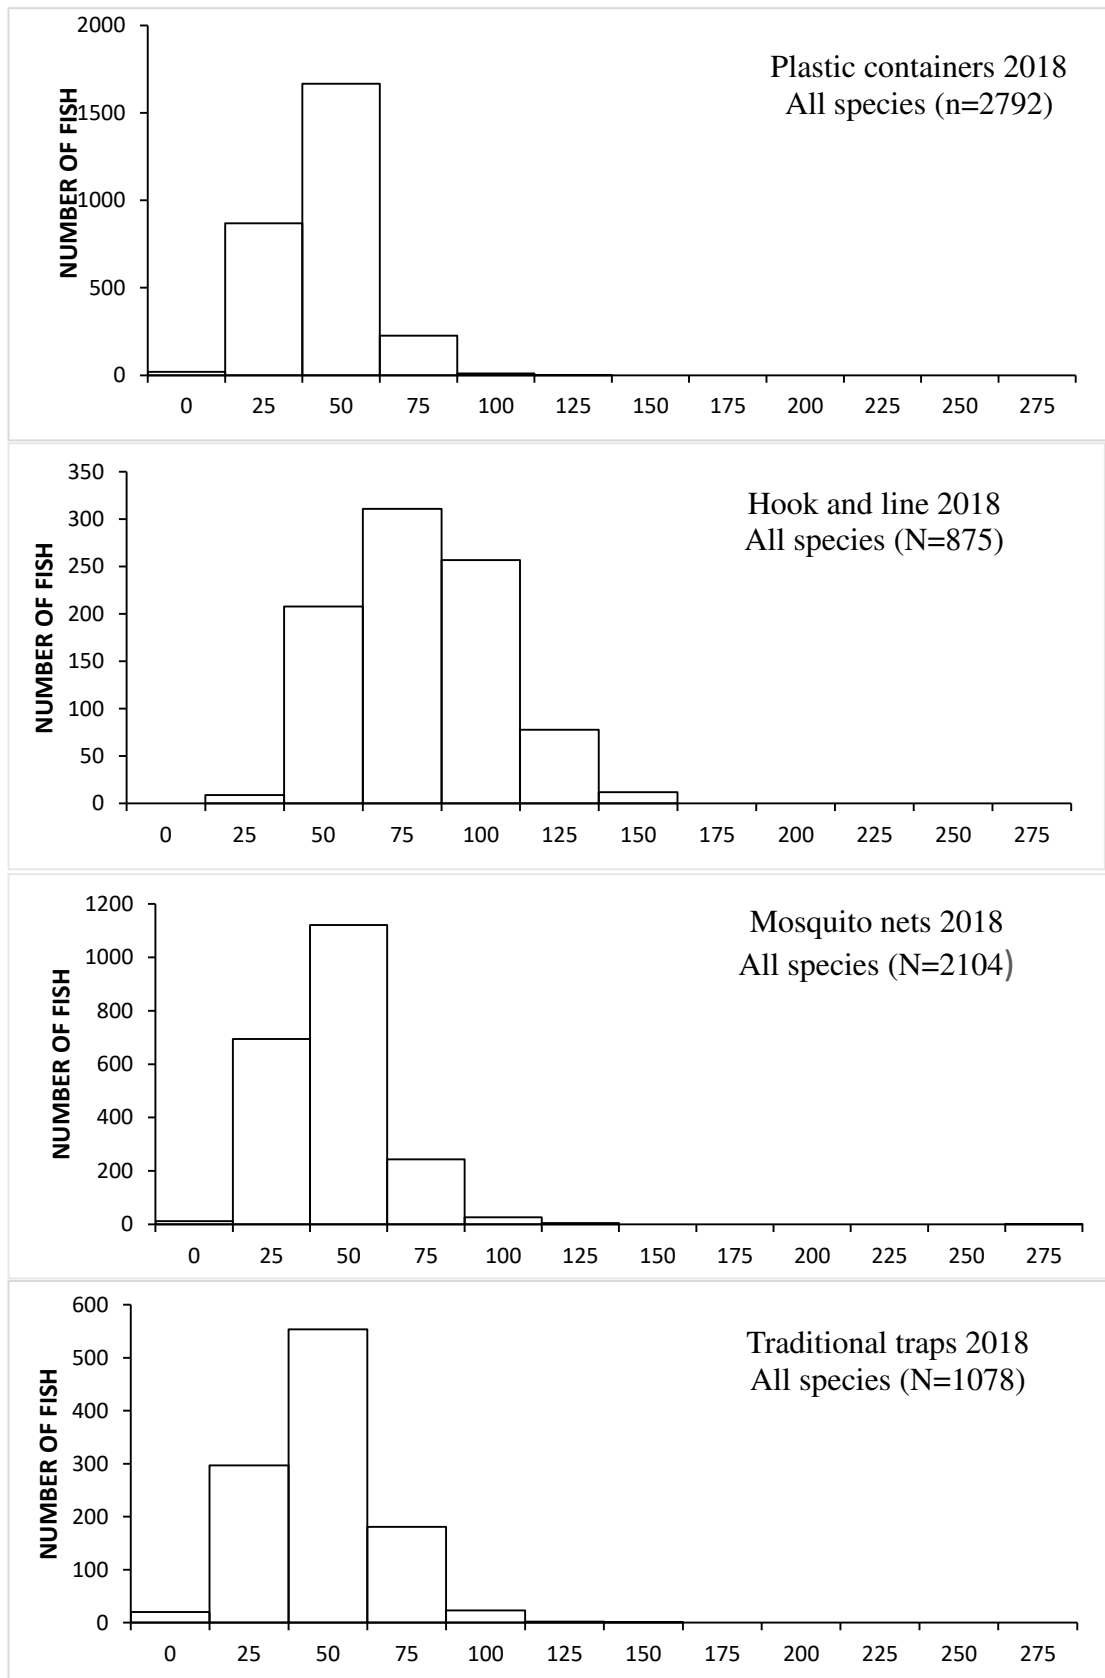 2000
1500
1000
500
0
NUMBER OF FISH
Plastic containers 2018
All species (n=2792)
0 25 50 75 100 125 150 175 200 225 250 275
350
300
250
200
150
100
50
0
NUMBER OF FISH
Hook and line 2018
All species (N=875)
0 25 50 75 100 125 150 175 200 225 250 275
1200
1000
800
600
400
200
0
NUMBER OF FISH
Mosquito nets 2018
All species (N=2104)
0 25 50 75 100 125 150 175 200 225 250 275
600
500
400
300
200
100
0
NUMBER OF FISH
Traditional traps 2018
All species (N=1078)
0 25 50 75 100 125 150 175 200 225 250 275